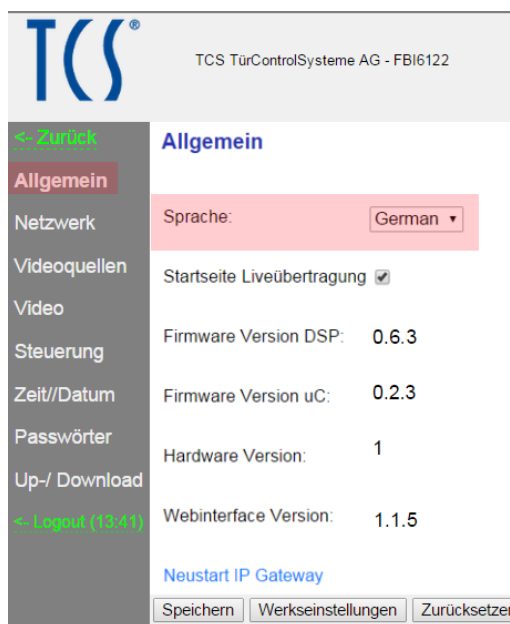 TCS®
TCS TürControlSysteme AG - FBI6122
<- Zurück
Allgemein
Netzwerk
Videoquellen
Video
Steuerung
Zeit//Datum
Passwörter
Up-/ Download
<- Logout (13:41)
Allgemein
Sprache: German
Startseite Liveübertragung
Firmware Version DSP: 0.6.3
Firmware Version uC: 0.2.3
Hardware Version: 1
Webinterface Version: 1.1.5
Neustart IP Gateway
Speichern Werkseinstellungen Zurücksetzen